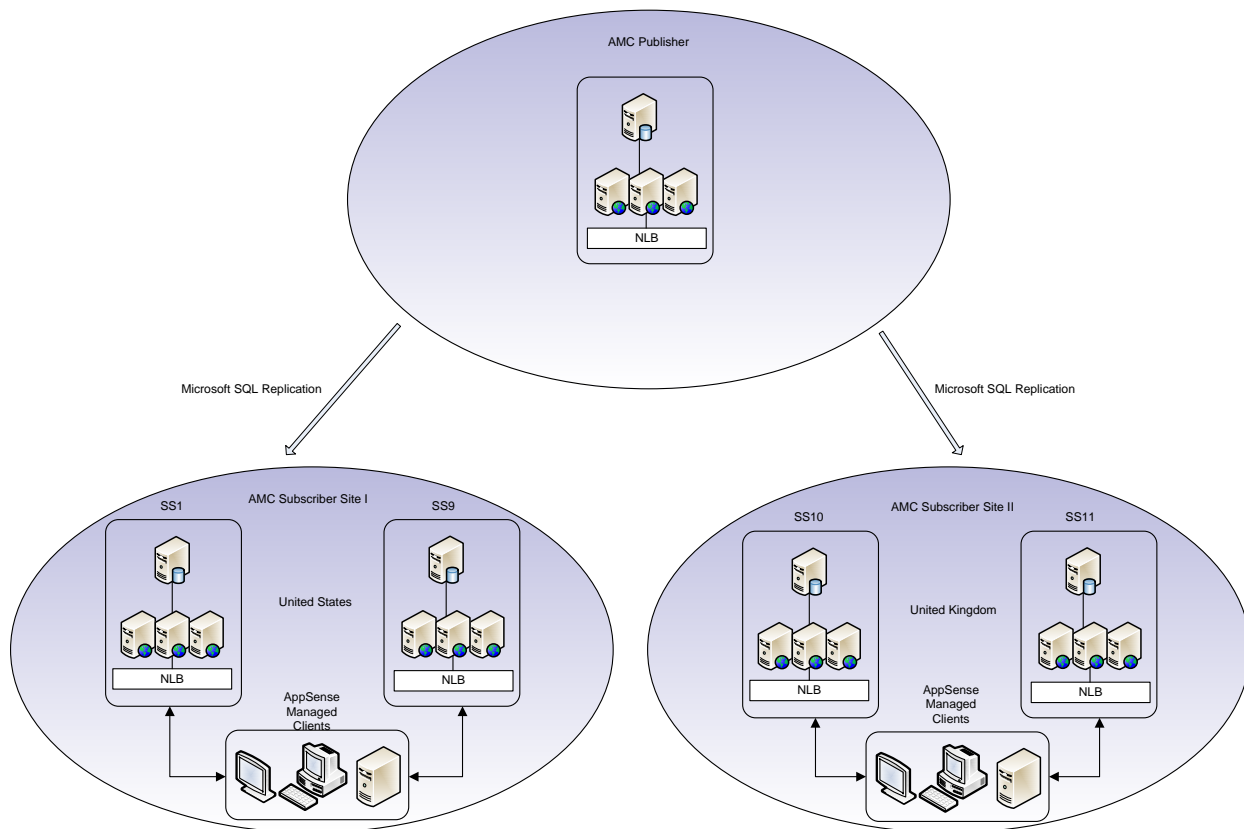 AMC Publisher
NLB
Microsoft SQL Replication
Microsoft SQL Replication
AMC Subscriber Site I
SS1
SS9
United States
NLB
NLB
AppSense
Managed
Clients
AMC Subscriber Site II
SS10
SS11
United Kingdom
NLB
NLB
AppSense
Managed
Clients